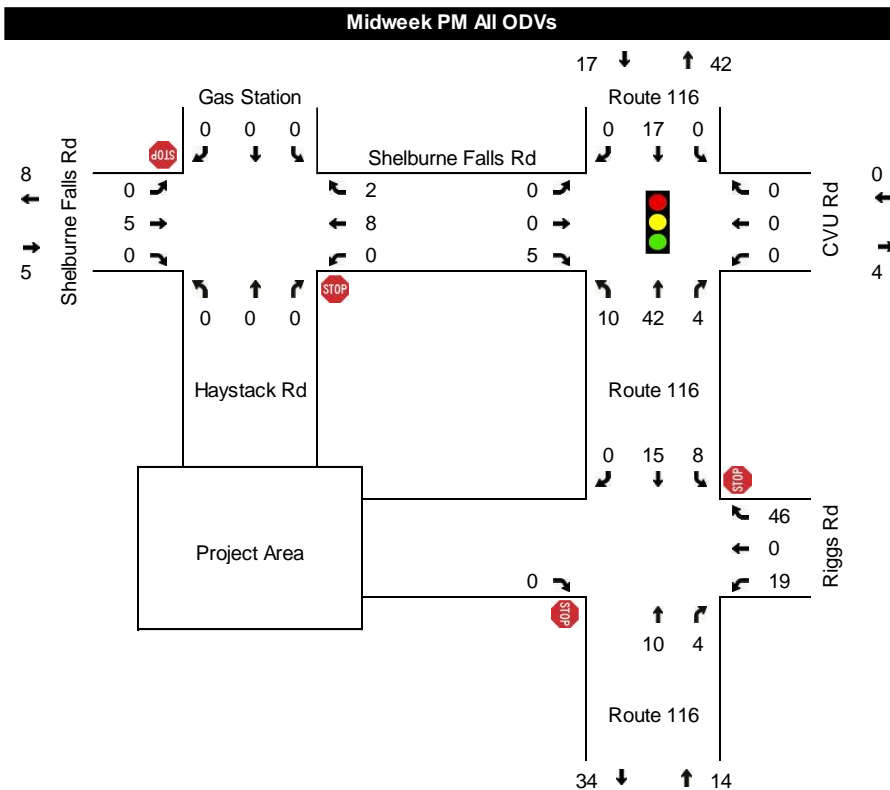 Midweek PM All ODVs
17 42
Gas Station Route 116
0 0 0 0 17 0
STOP
Shelburne Falls Rd
8 0 2 0 0 0
5 8 0 0
5 0 0 5 0 4
Shelburne Falls Rd
CVU Rd
STOP
0 0 0 10 42 4
Haystack Rd Route 116
0 15 8
STOP
46
Project Area 0
0 19
Riggs Rd
STOP
10 4
Route 116
34 14